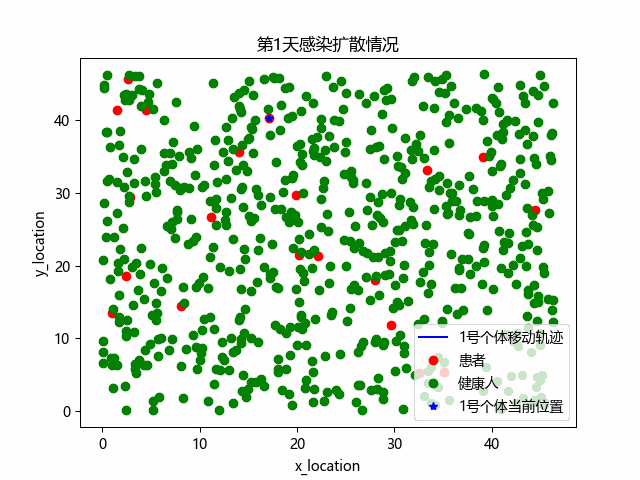 第1天感染扩散情况
y_location
40
30
20
10
0
0 10 20 30 40
x_location
1号个体移动轨迹
患者
健康人
1号个体当前位置